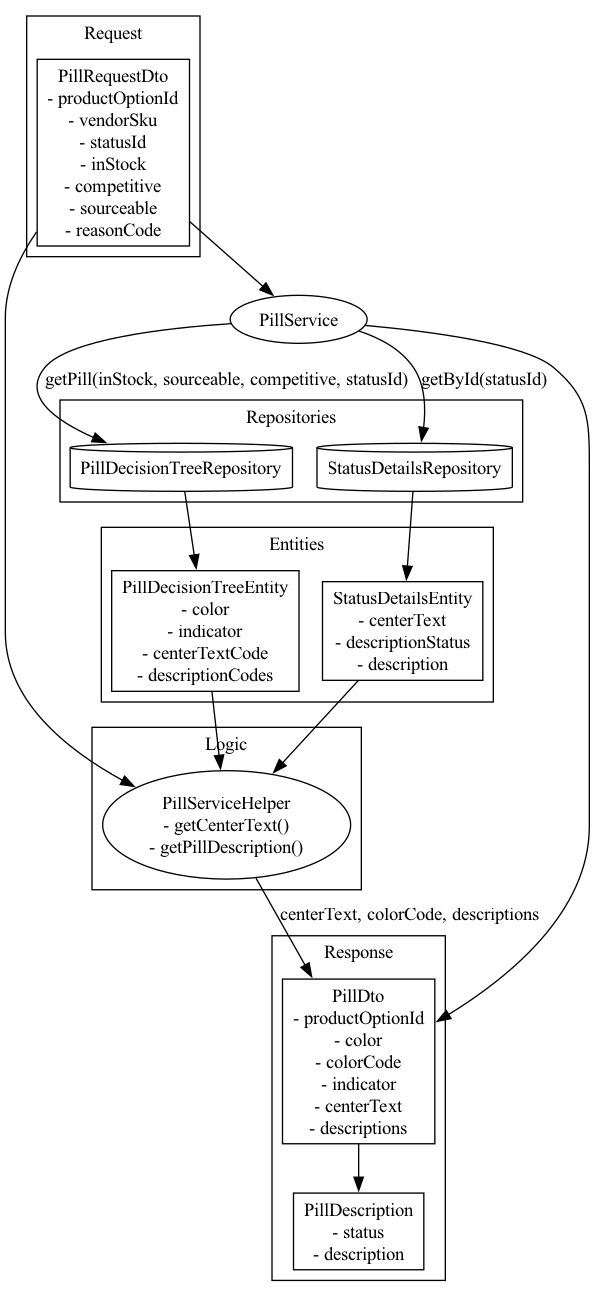 Request
PillRequestDto
- productOptionId
- vendorSku
- statusId
- inStock
- competitive
- sourceable
- reasonCode
PillService
getPill(inStock, sourceable, competitive, statusId)
getById(statusId)
Repositories
PillDecisionTreeRepository
StatusDetailsRepository
Entities
PillDecisionTreeEntity
- color
- indicator
- centerTextCode
- descriptionCodes
StatusDetailsEntity
- centerText
- descriptionStatus
- description
Logic
PillServiceHelper
- getCenterText()
- getPillDescription()
centerText, colorCode, descriptions
Response
PillDto
- productOptionId
- color
- colorCode
- indicator
- centerText
- descriptions
PillDescription
- status
- description